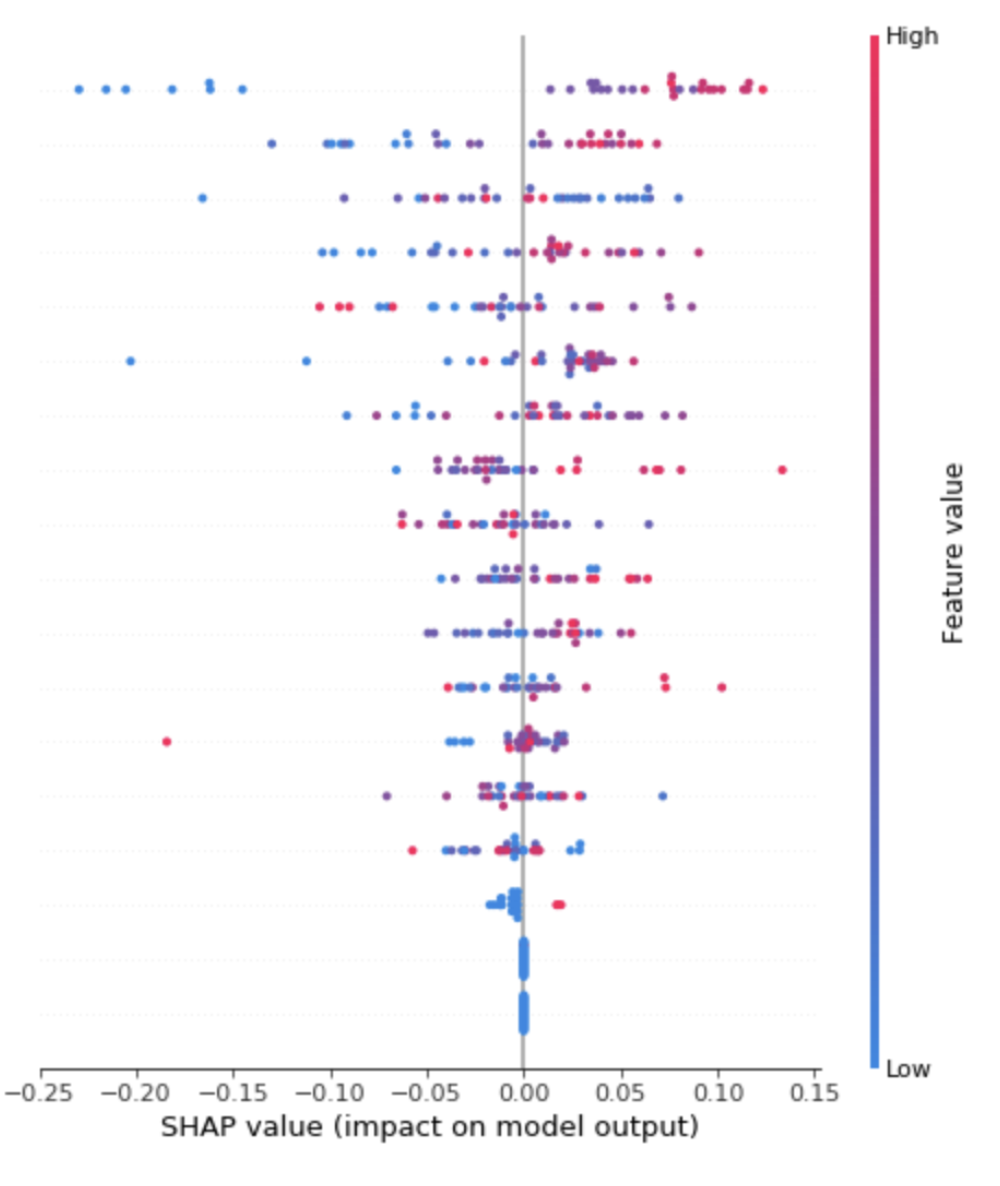 High
Feature value
Low
−0.25 −0.20 −0.15 −0.10 −0.05 0.00 0.05 0.10 0.15
SHAP value (impact on model output)